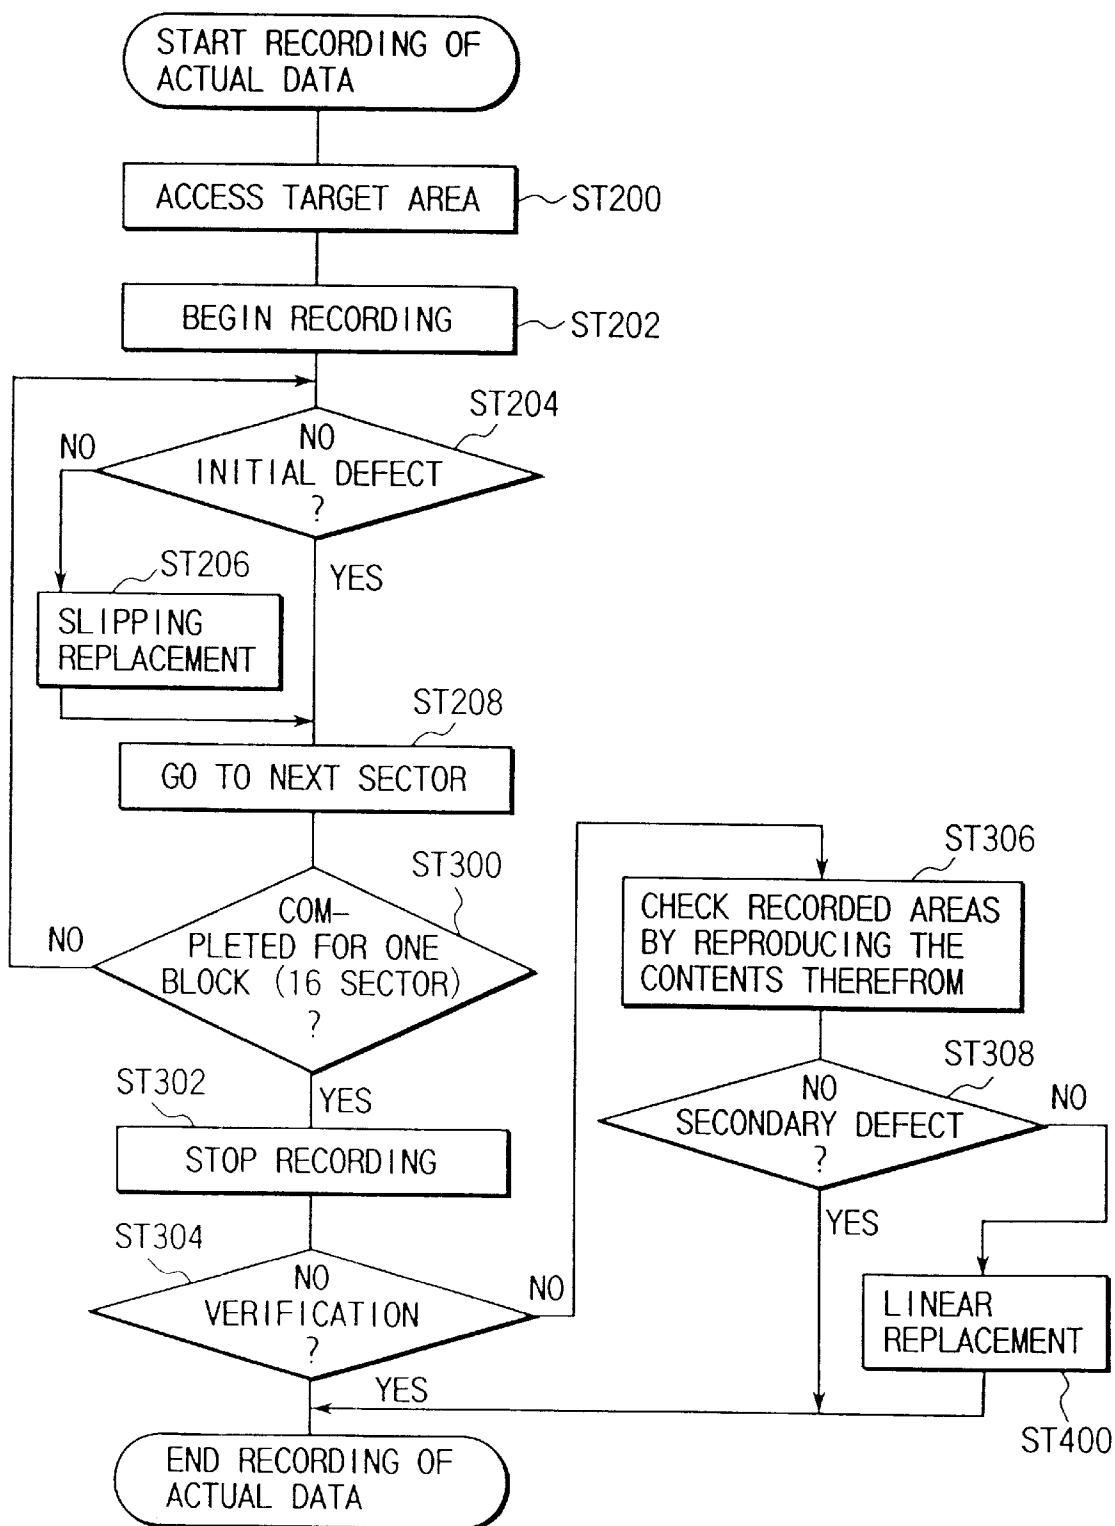 START RECORDING OF
ACTUAL DATA
ACCESS TARGET AREA
ST200
BEGIN RECORDING
ST202
ST204
NO
INITIAL DEFECT
?
NO
YES
ST206
SLIPPING
REPLACEMENT
ST208
GO TO NEXT SECTOR
ST300
COM-
PLETED FOR ONE
BLOCK (16 SECTOR)
?
NO
YES
ST302
STOP RECORDING
ST304
NO
VERIFICATION
?
NO
YES
ST306
CHECK RECORDED AREAS
BY REPRODUCING THE
CONTENTS THEREFROM
ST308
NO
SECONDARY DEFECT
?
NO
YES
LINEAR
REPLACEMENT
ST400
END RECORDING OF
ACTUAL DATA